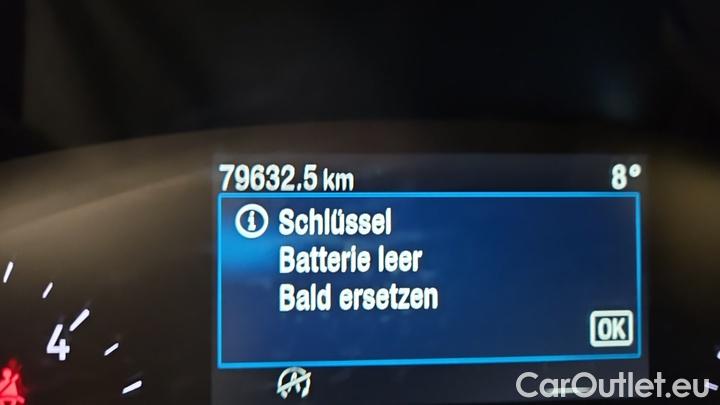 79632.5 km 8°
Schlüssel
Batterie leer
Bald ersetzen
OK
4
CarOutlet.eu